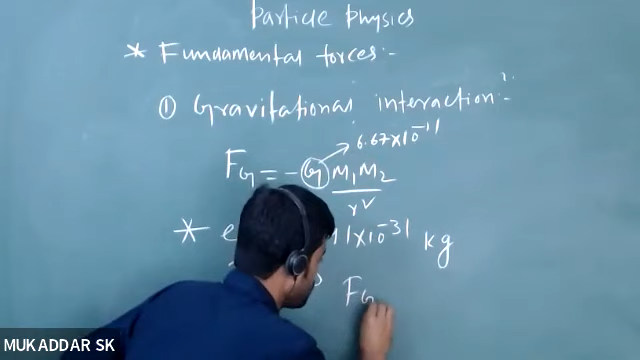 Particle physics
* Fundamental forces:-
① Gravitational interaction:-
6.67×10⁻¹¹
F_G = - G M₁M₂ / r²
* e 1×10⁻³¹ kg
F_G
MUKADDAR SK